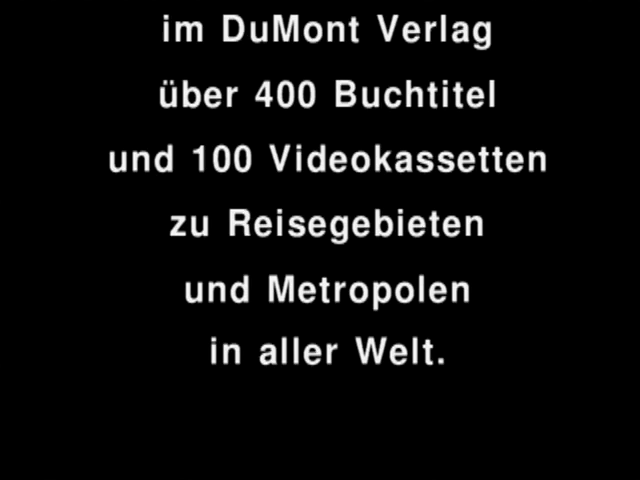 im DuMont Verlag
über 400 Buchtitel
und 100 Videokassetten
zu Reisegebieten
und Metropolen
in aller Welt.